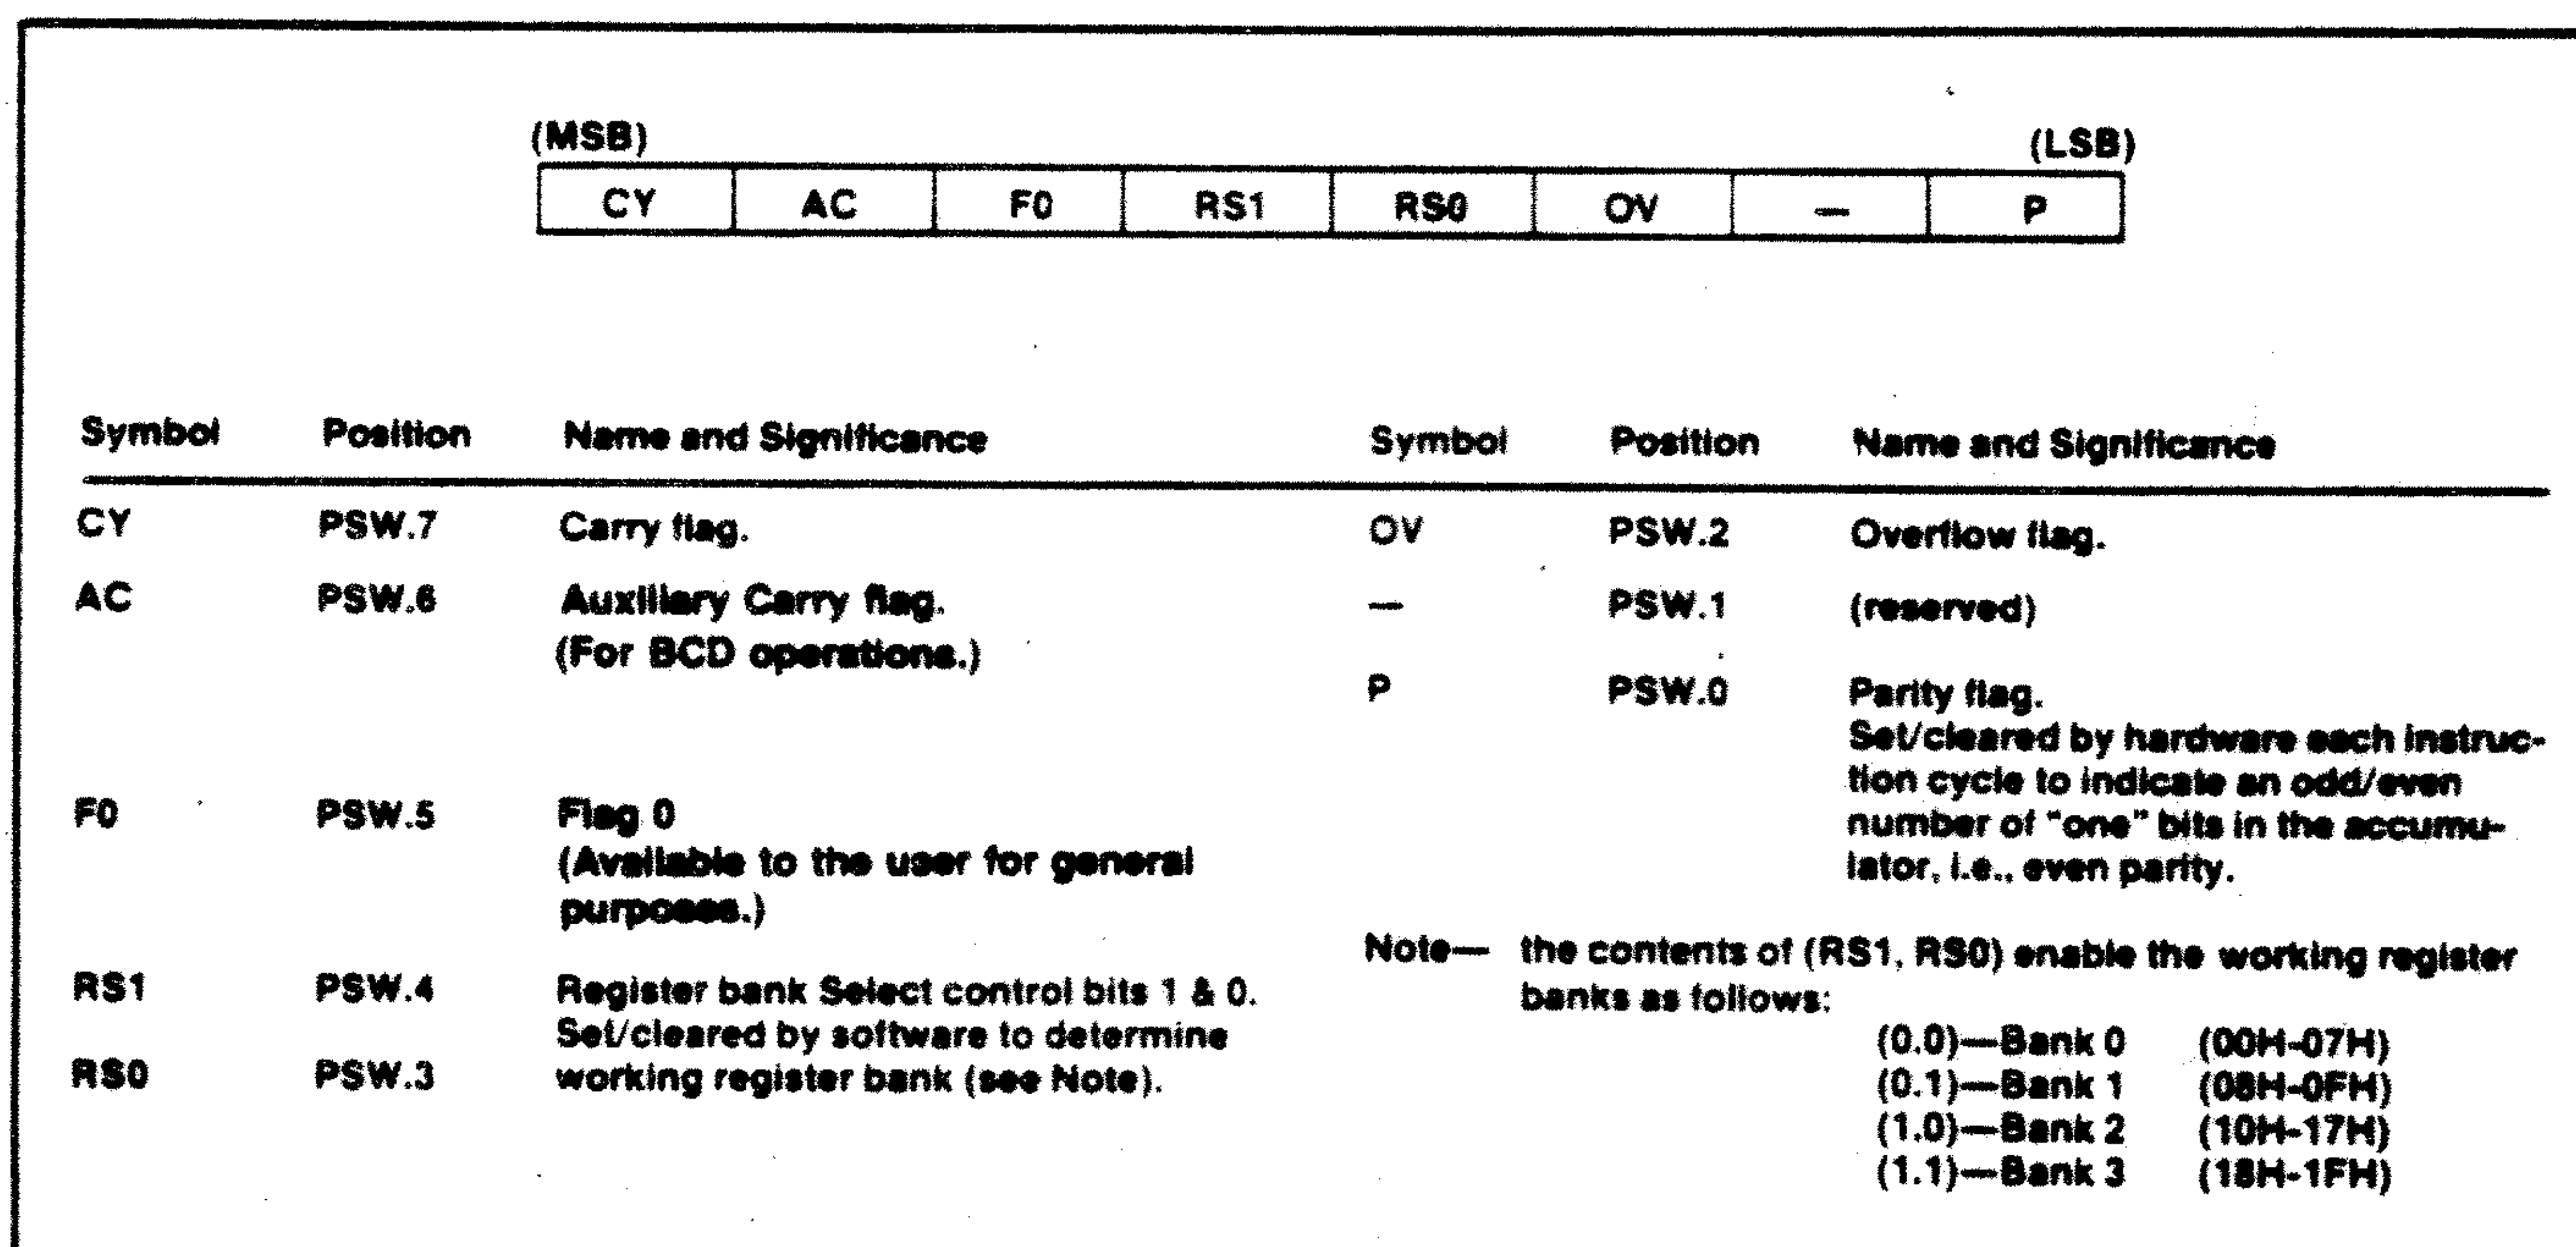 (MSB) (LSB)
CY AC F0 RS1 RS0 OV — P
Symbol Position Name and Significance
CY PSW.7 Carry flag.
AC PSW.6 Auxiliary Carry flag.
(For BCD operations.)
F0 PSW.5 Flag 0
(Available to the user for general
purposes.)
RS1 PSW.4 Register bank Select control bits 1 & 0.
Set/cleared by software to determine
RS0 PSW.3 working register bank (see Note).
Symbol Position Name and Significance
OV PSW.2 Overflow flag.
— PSW.1 (reserved)
P PSW.0 Parity flag.
Set/cleared by hardware each instruc-
tion cycle to indicate an odd/even
number of "one" bits in the accumu-
lator, i.e., even parity.
Note— the contents of (RS1, RS0) enable the working register
banks as follows:
(0.0)—Bank 0 (00H-07H)
(0.1)—Bank 1 (08H-0FH)
(1.0)—Bank 2 (10H-17H)
(1.1)—Bank 3 (18H-1FH)